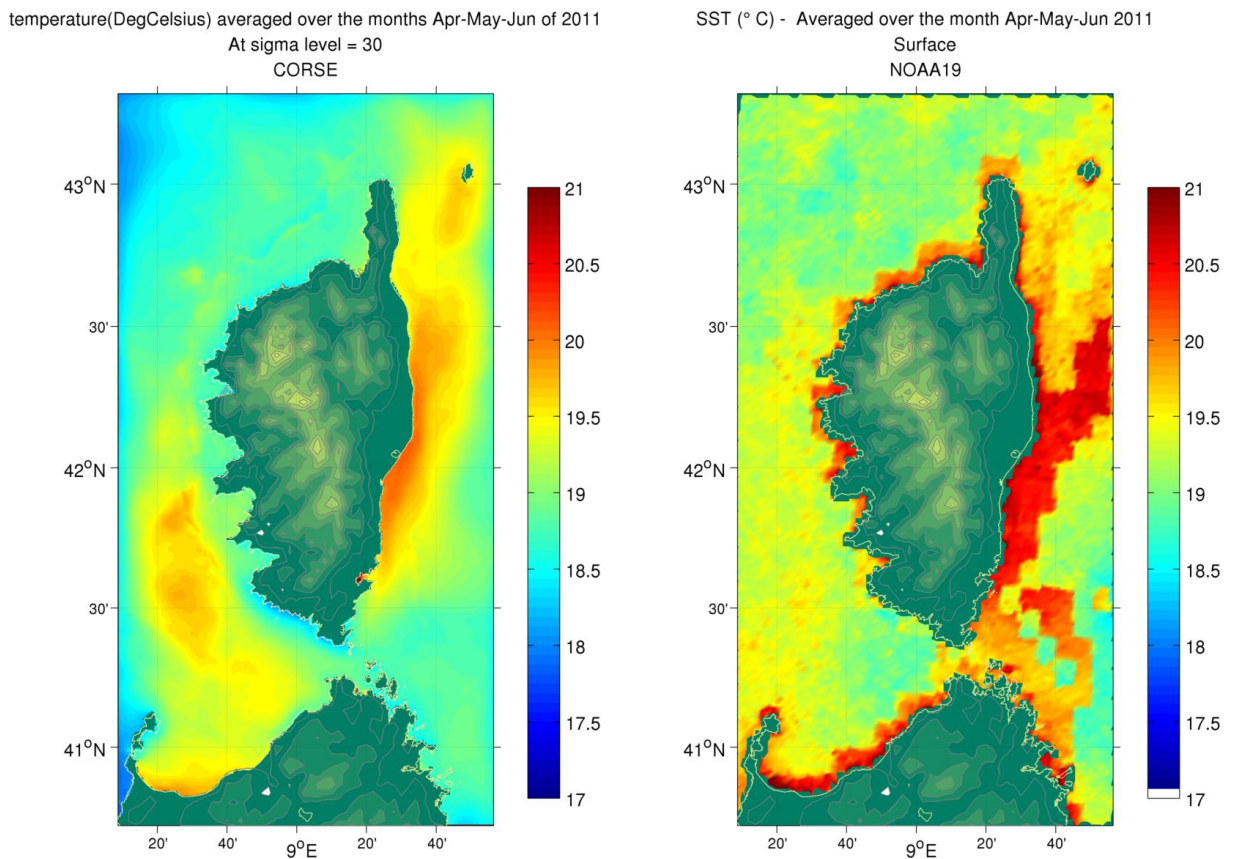 temperature(DegCelsius) averaged over the months Apr-May-Jun of 2011
At sigma level = 30
CORSE
43°N
30'
42°N
30'
41°N
20'
40'
9°E
20'
40'
21
20.5
20
19.5
19
18.5
18
17.5
17
SST (° C) - Averaged over the month Apr-May-Jun 2011
Surface
NOAA19
43°N
30'
42°N
30'
41°N
20'
40'
9°E
20'
40'
21
20.5
20
19.5
19
18.5
18
17.5
17